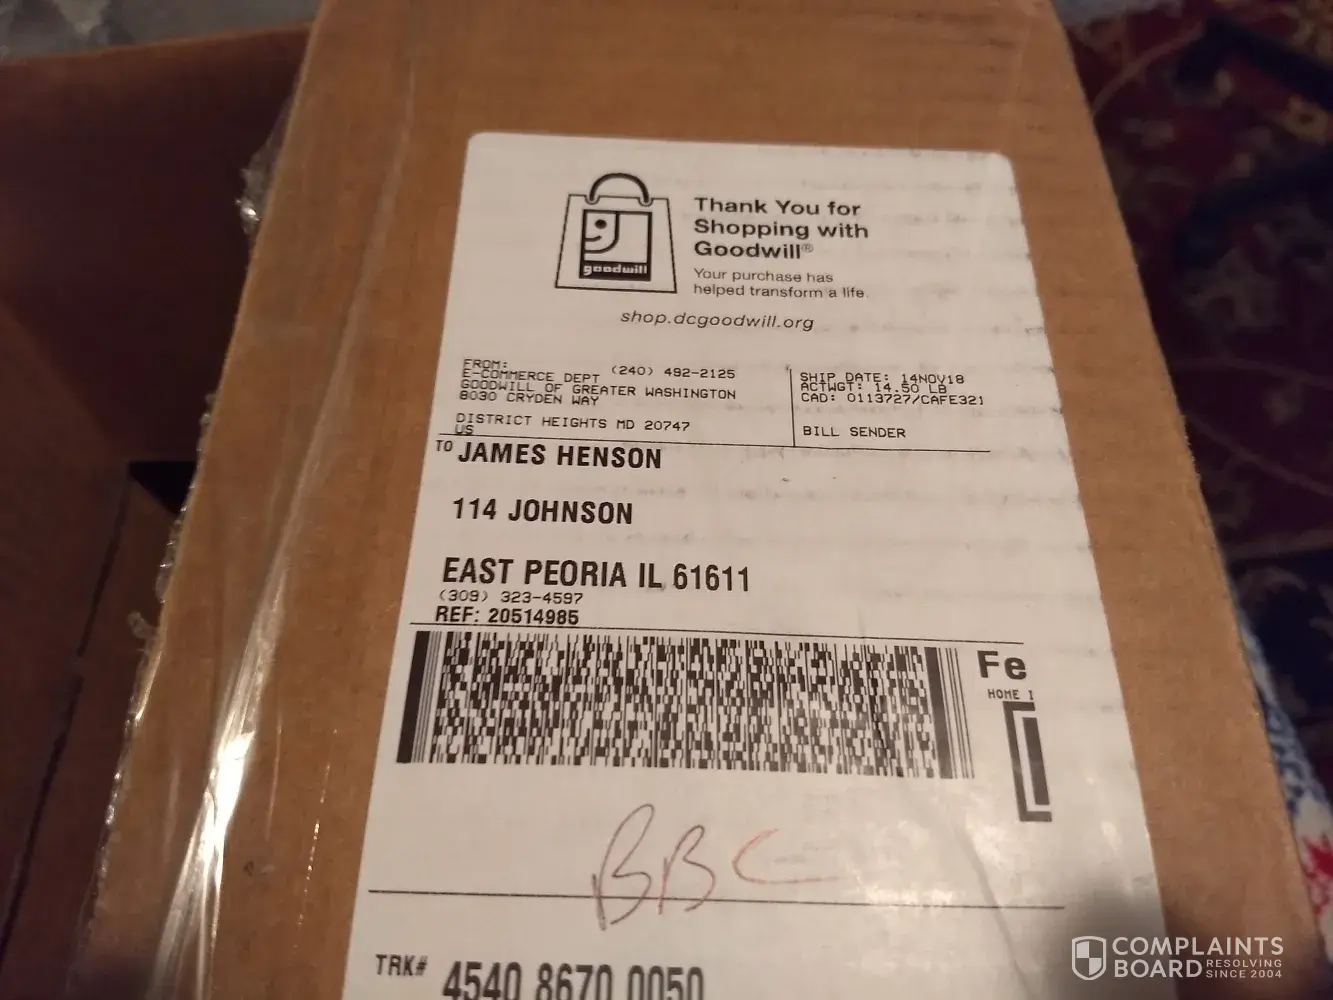 goodwill
Thank You for
Shopping with
Goodwill®
Your purchase has
helped transform a life.
shop.dcgoodwill.org
FROM:
E-COMMERCE DEPT (240) 492-2125
GOODWILL OF GREATER WASHINGTON
8030 CRYDEN WAY
DISTRICT HEIGHTS MD 20747
US
SHIP DATE: 14NOV18
ACTWGT: 14.50 LB
CAD: 0113727/CAFE3211
BILL SENDER
TO JAMES HENSON
114 JOHNSON
EAST PEORIA IL 61611
(309) 323-4597
REF: 20514985
Fe
HOME
BBC
TRK# 4540 8670 0050
COMPLAINTS
BOARD RESOLVING
SINCE 2004